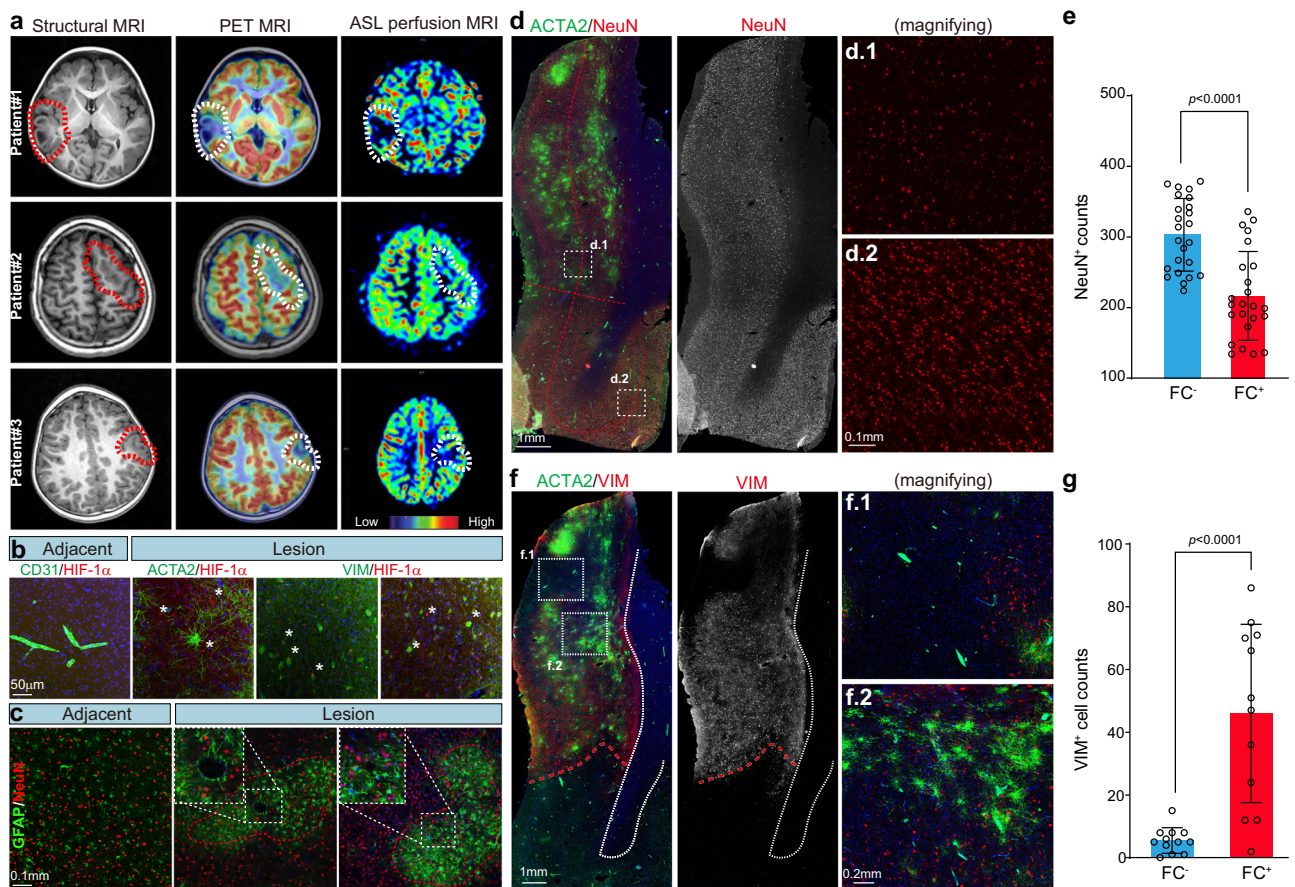 a
Structural MRI
PET MRI
ASL perfusion MRI
Patient#1
Patient#2
Patient#3
Low
High
b
Adjacent
Lesion
CD31/HIF-1α
ACTA2/HIF-1α
VIM/HIF-1α
50μm
c
Adjacent
Lesion
GFAP/NeuN
0.1mm
d
ACTA2/NeuN
NeuN
(magnifying)
d.1
d.2
1mm
d.1
d.2
0.1mm
e
p<0.0001
NeuN⁺ counts
500
400
300
200
100
FC⁻
FC⁺
f
ACTA2/VIM
VIM
(magnifying)
f.1
f.2
1mm
f.1
f.2
0.2mm
g
p<0.0001
VIM⁺ cell counts
100
80
60
40
20
0
FC⁻
FC⁺